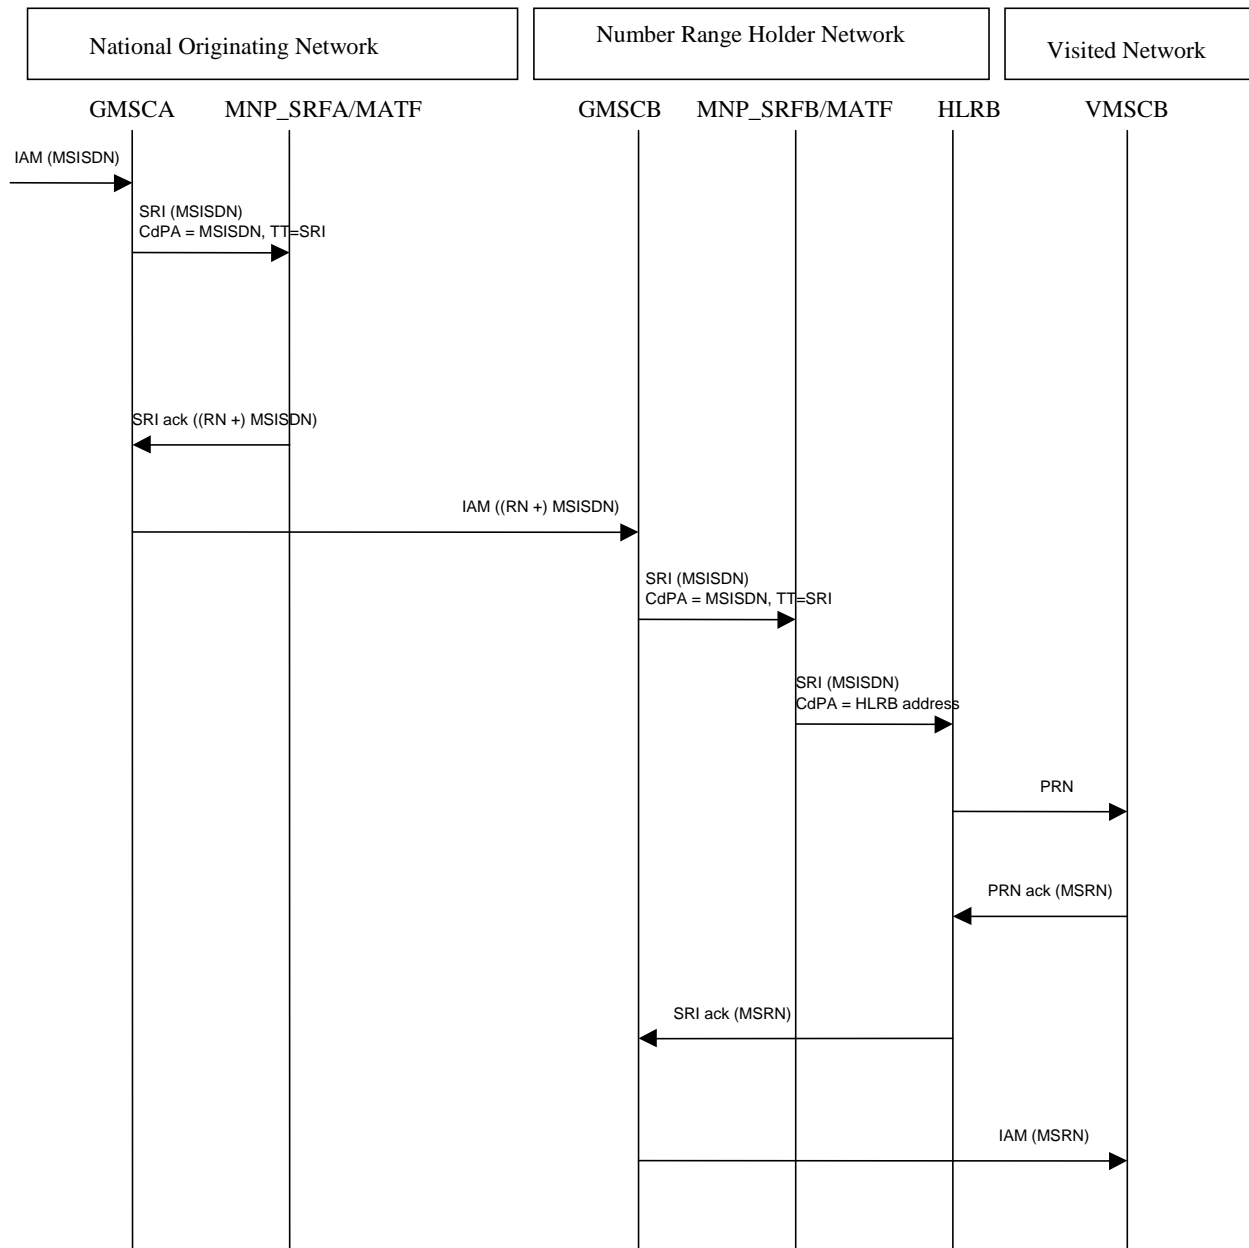 National Originating Network
Number Range Holder Network
Visited Network
GMSCA
MNP_SRFA/MATF
GMSCB
MNP_SRFB/MATF
HLRB
VMSCB
IAM (MSISDN)
SRI (MSISDN)
CdPA = MSISDN, TT=SRI
SRI ack ((RN +) MSISDN)
IAM ((RN +) MSISDN)
SRI (MSISDN)
CdPA = MSISDN, TT=SRI
SRI (MSISDN)
CdPA = HLRB address
PRN
PRN ack (MSRN)
SRI ack (MSRN)
IAM (MSRN)